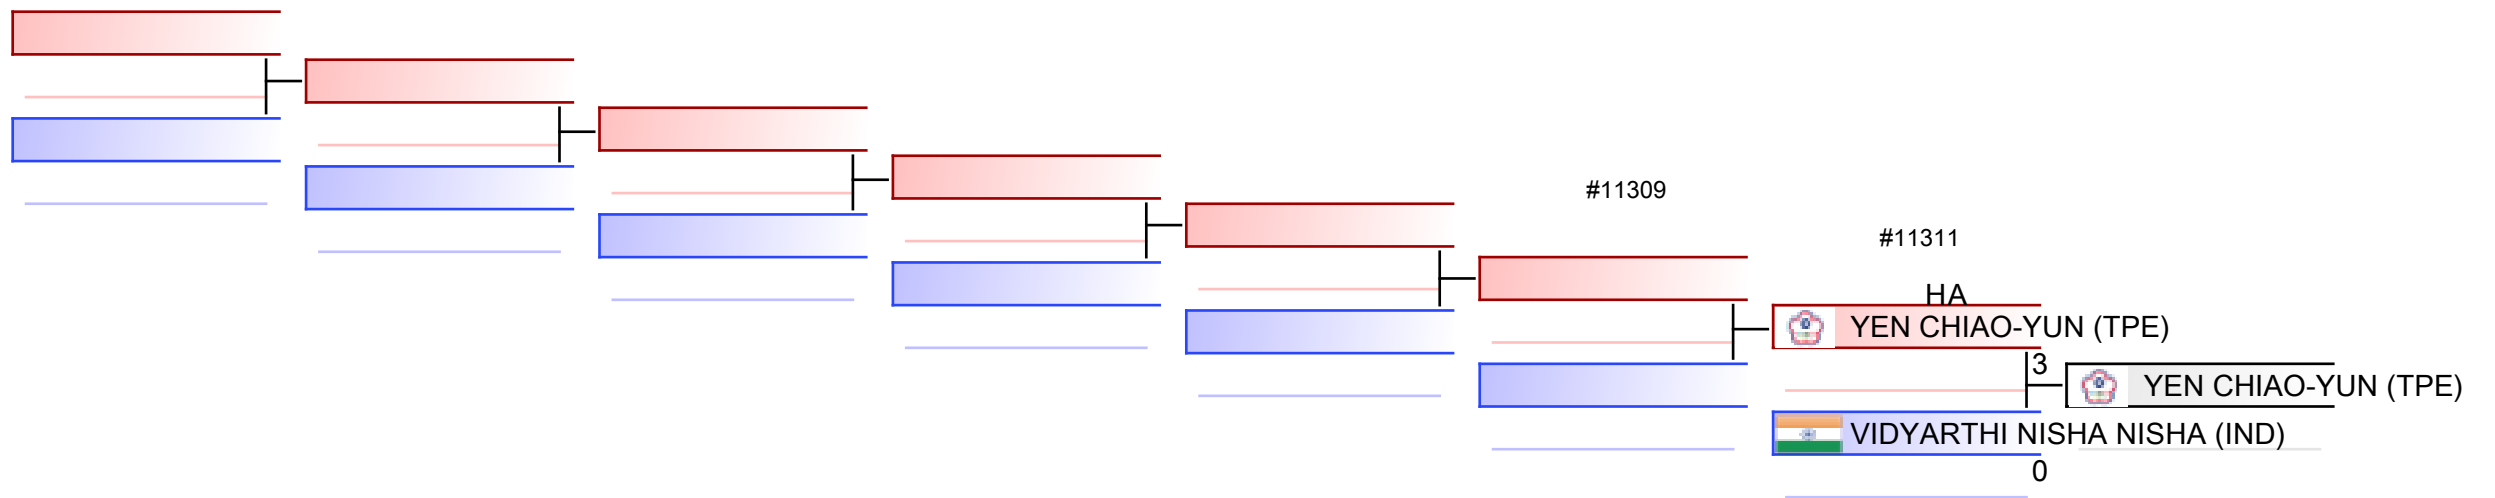 #11309
#11311
HA
YEN CHIAO-YUN (TPE)
3
YEN CHIAO-YUN (TPE)
VIDYARTHI NISHA NISHA (IND)
0